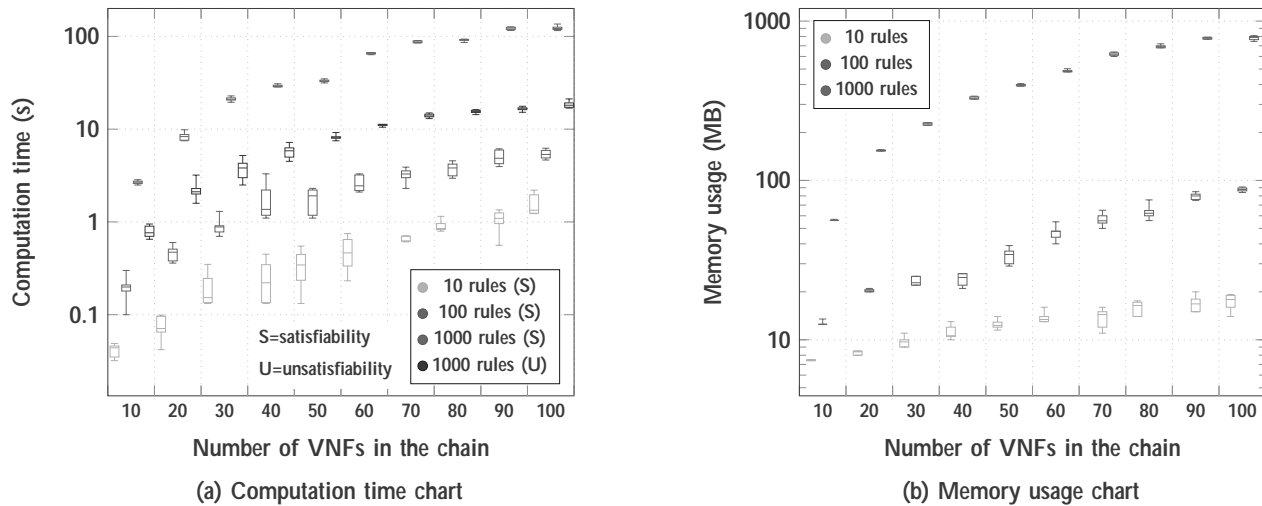 100
10
1
0.1
Computation time (s)
10 rules (S)
100 rules (S)
1000 rules (S)
1000 rules (U)
S=satisfiability
U=unsatisfiability
10 20 30 40 50 60 70 80 90 100
Number of VNFs in the chain
(a) Computation time chart
1000
100
10
Memory usage (MB)
10 rules
100 rules
1000 rules
10 20 30 40 50 60 70 80 90 100
Number of VNFs in the chain
(b) Memory usage chart